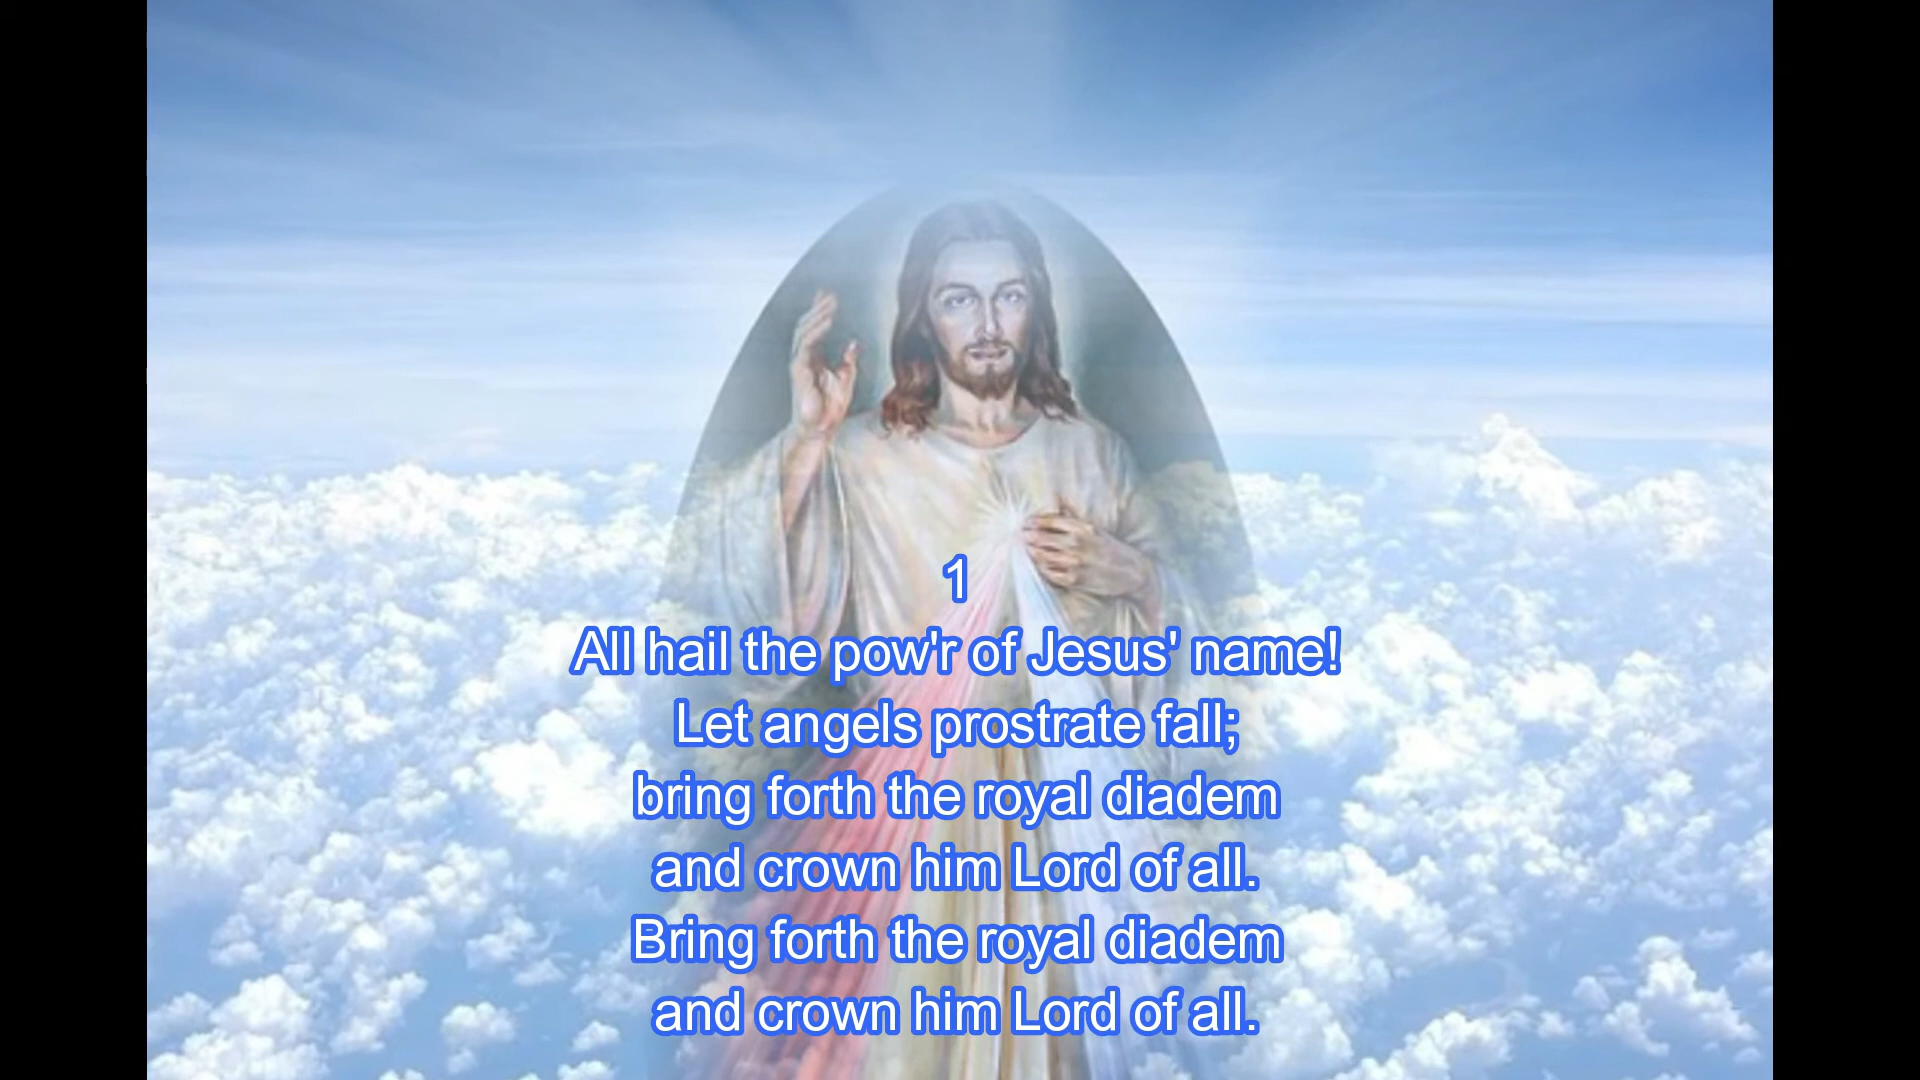 1
All hail the pow'r of Jesus' name!
Let angels prostrate fall;
bring forth the royal diadem
and crown him Lord of all.
Bring forth the royal diadem
and crown him Lord of all.